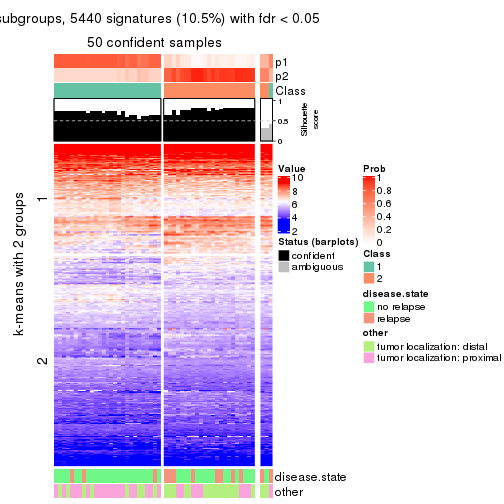 subgroups, 5440 signatures (10.5%) with fdr < 0.05
50 confident samples
p1
p2
Class
1
0.5
0
Silhouette
score
k-means with 2 groups
1
2
Value
10
8
6
4
2
Status (barplots)
confident
ambiguous
Prob
1
0.8
0.6
0.4
0.2
0
Class
1
2
disease.state
no relapse
relapse
other
tumor localization: distal
tumor localization: proximal
disease.state
other